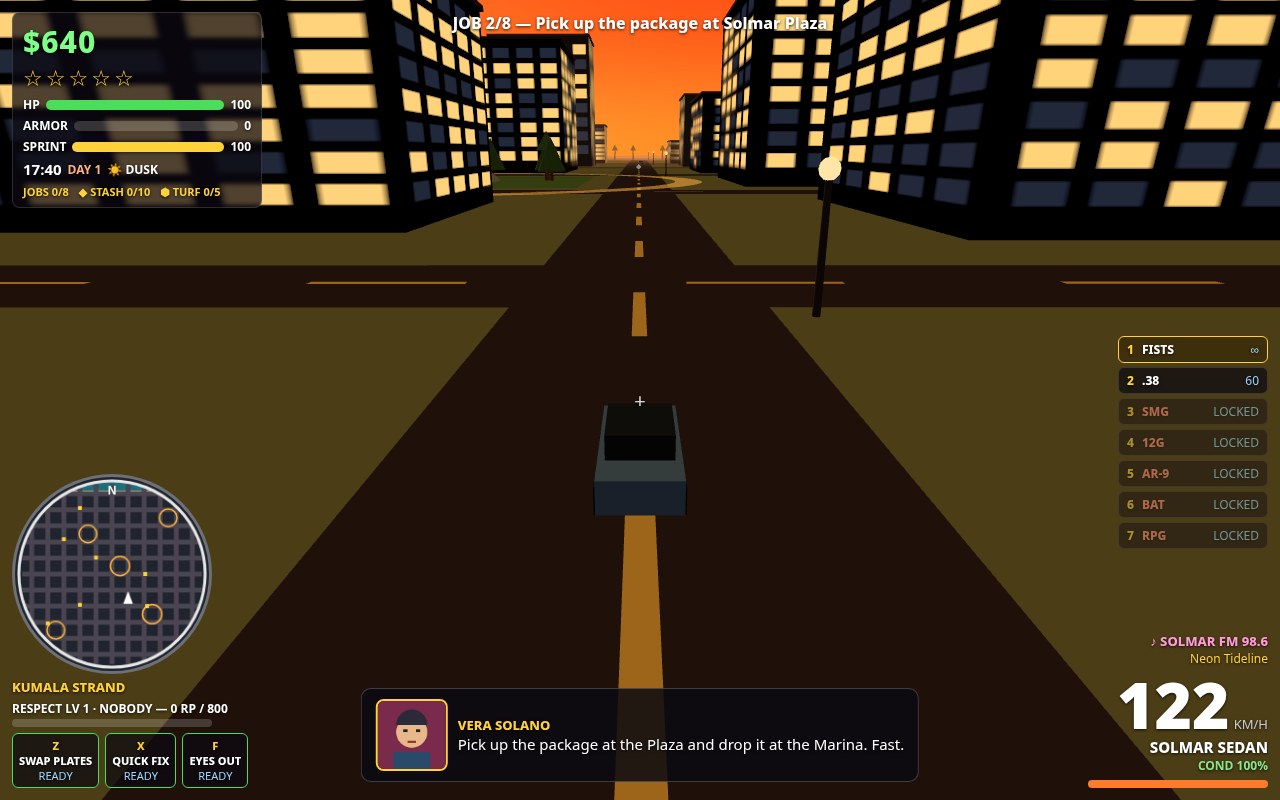 JOB 2/8 — Pick up the package at Solmar Plaza
$640
☆☆☆☆☆
HP 100
ARMOR 0
SPRINT 100
17:40 DAY 1 ☀ DUSK
JOBS 0/8 ◆ STASH 0/10 ⬢ TURF 0/5
1 FISTS ∞
2 .38 60
3 SMG LOCKED
4 12G LOCKED
5 AR-9 LOCKED
6 BAT LOCKED
7 RPG LOCKED
N
KUMALA STRAND
RESPECT LV 1 · NOBODY — 0 RP / 800
Z
SWAP PLATES
READY
X
QUICK FIX
READY
F
EYES OUT
READY
VERA SOLANO
Pick up the package at the Plaza and drop it at the Marina. Fast.
♪ SOLMAR FM 98.6
Neon Tideline
122 KM/H
SOLMAR SEDAN
COND 100%